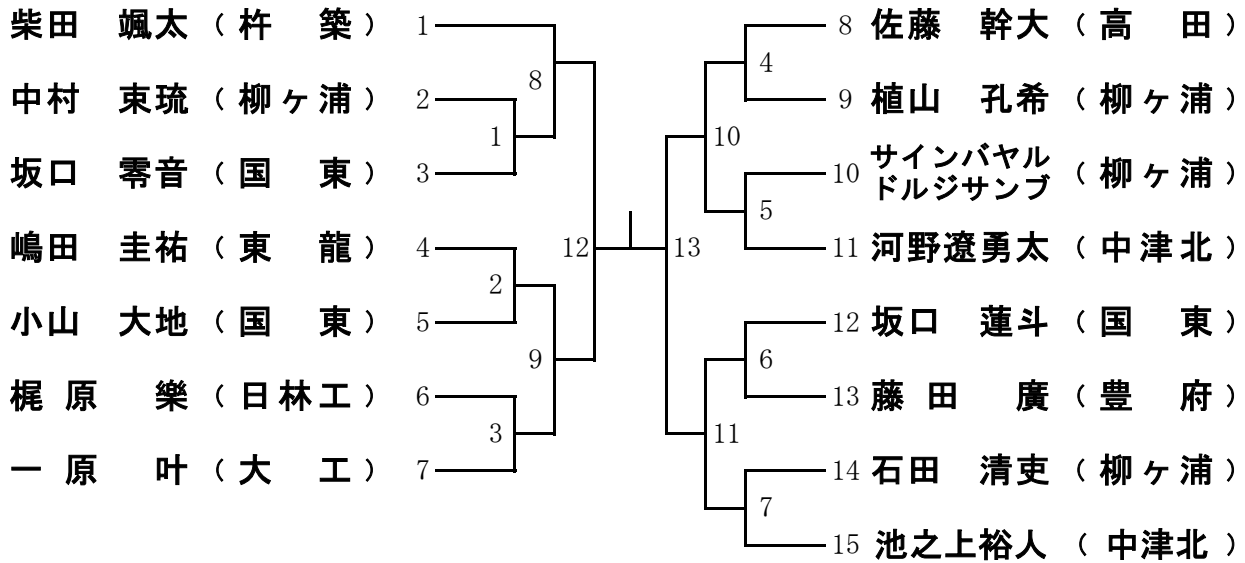 柴田 颯太 (杵 築) 1
中村 束琉 (柳ヶ浦) 2
坂口 零音 (国 東) 3
嶋田 圭祐 (東 龍) 4
小山 大地 (国 東) 5
梶原 樂 (日林工) 6
一原 叶 (大 工) 7
8
1
2
9
3
12
13
8 佐藤 幹大 (高 田)
9 植山 孔希 (柳ヶ浦)
10 サインバヤル
ドルジサンブ (柳ヶ浦)
11 河野遼勇太 (中津北)
12 坂口 蓮斗 (国 東)
13 藤田 廣 (豊 府)
14 石田 清吏 (柳ヶ浦)
15 池之上裕人 (中津北)
4
10
5
6
11
7